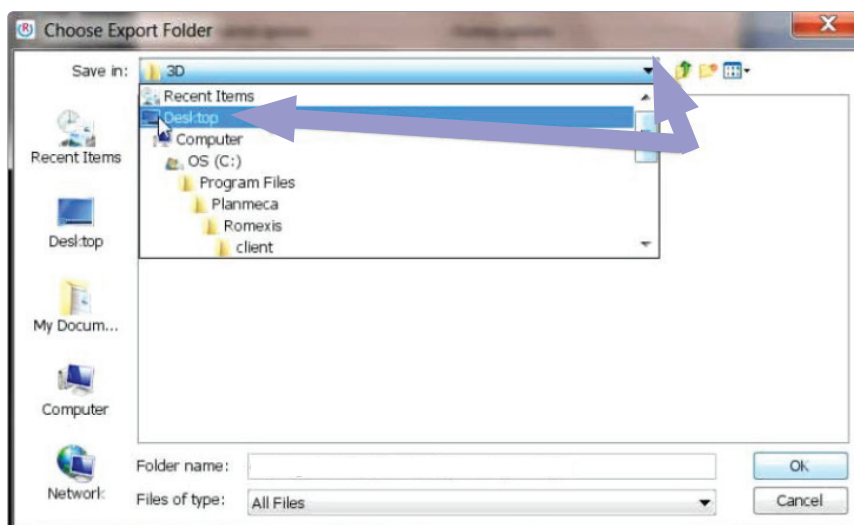 Choose Export Folder
Save in: 3D
Recent Items
Desktop
Computer
OS (C:)
Program Files
Planmeca
Romexis
client
Recent Items
Desktop
My Docum...
Computer
Network
Folder name:
OK
Files of type: All Files
Cancel